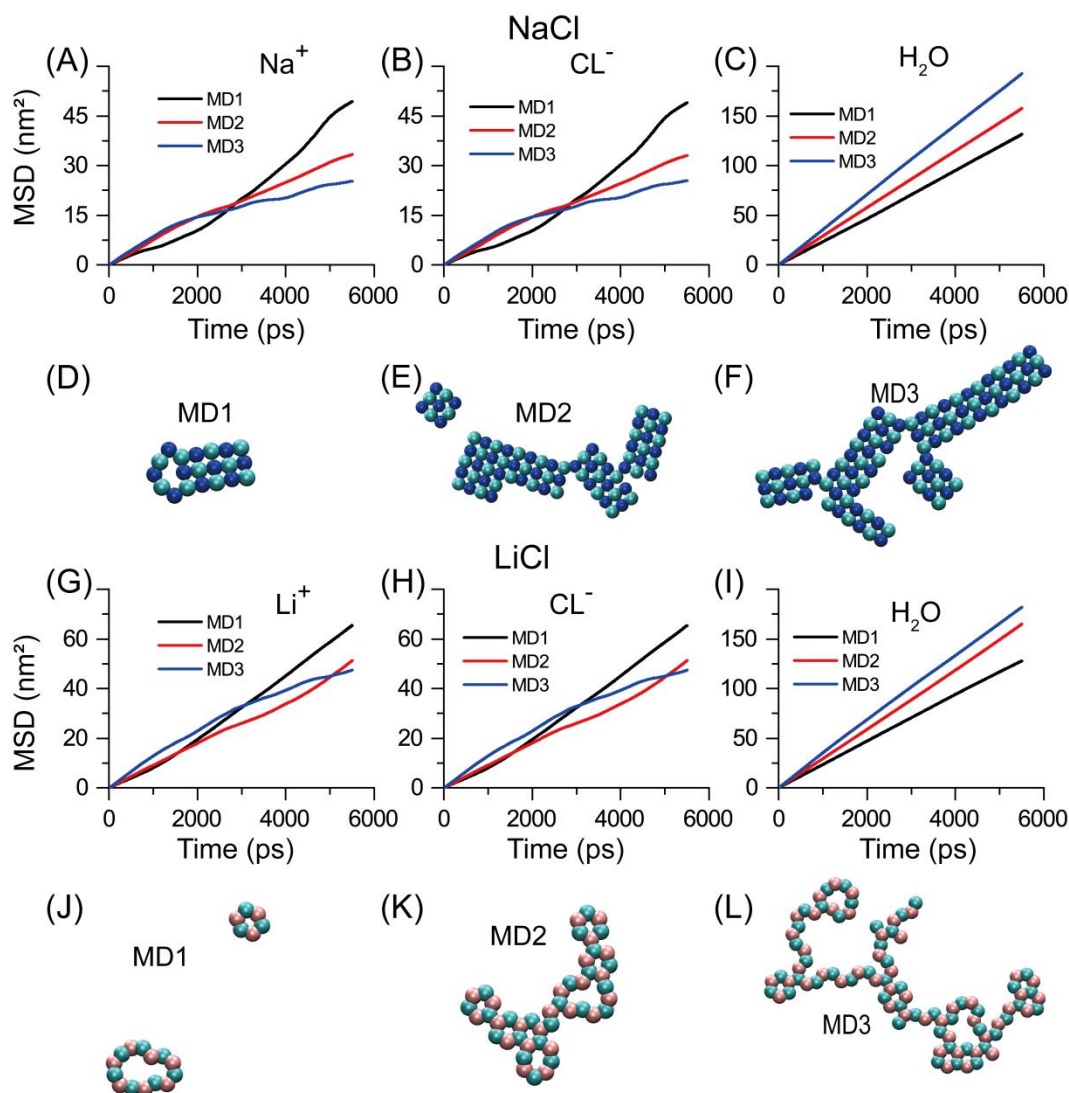 NaCl
(A) Na+
MD1
MD2
MD3
MSD (nm²)
45
30
15
0
0 2000 4000 6000
Time (ps)
(B) CL-
MD1
MD2
MD3
45
30
15
0
0 2000 4000 6000
Time (ps)
(C) H₂O
MD1
MD2
MD3
150
100
50
0
0 2000 4000 6000
Time (ps)
(D) MD1
(E) MD2
(F) MD3
LiCl
(G) Li+
MD1
MD2
MD3
MSD (nm²)
60
40
20
0
0 2000 4000 6000
Time (ps)
(H) CL-
MD1
MD2
MD3
60
40
20
0
0 2000 4000 6000
Time (ps)
(I) H₂O
MD1
MD2
MD3
150
100
50
0
0 2000 4000 6000
Time (ps)
(J) MD1
(K) MD2
(L) MD3